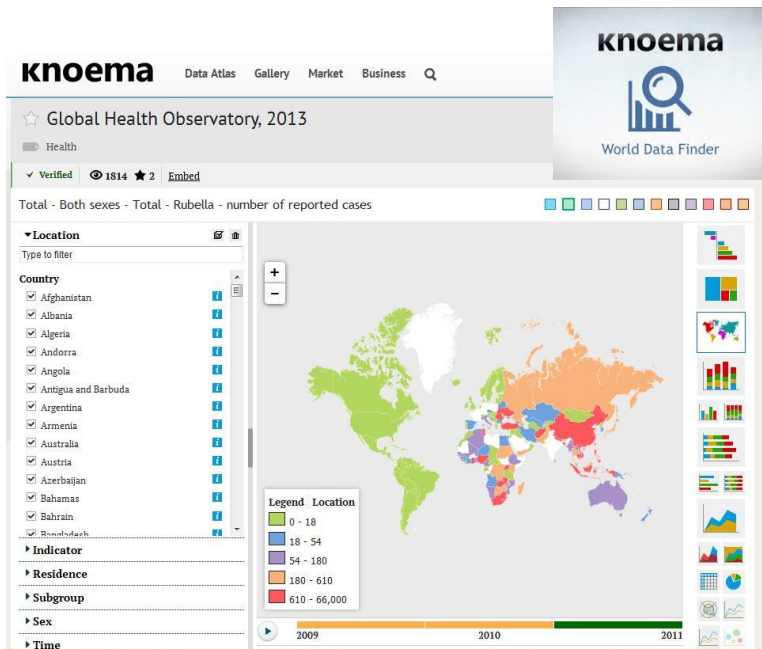 knoema
Data Atlas Gallery Market Business
knoema
World Data Finder
Global Health Observatory, 2013
Health
Verified 1814 2 Embed
Total - Both sexes - Total - Rubella - number of reported cases
Location
Type to filter
Country
Afghanistan
Albania
Algeria
Andorra
Angola
Antigua and Barbuda
Argentina
Armenia
Australia
Austria
Azerbaijan
Bahamas
Bahrain
Bangladesh
Indicator
Residence
Subgroup
Sex
Time
+
−
Legend Location
0 - 18
18 - 54
54 - 180
180 - 610
610 - 66,000
2009 2010 2011